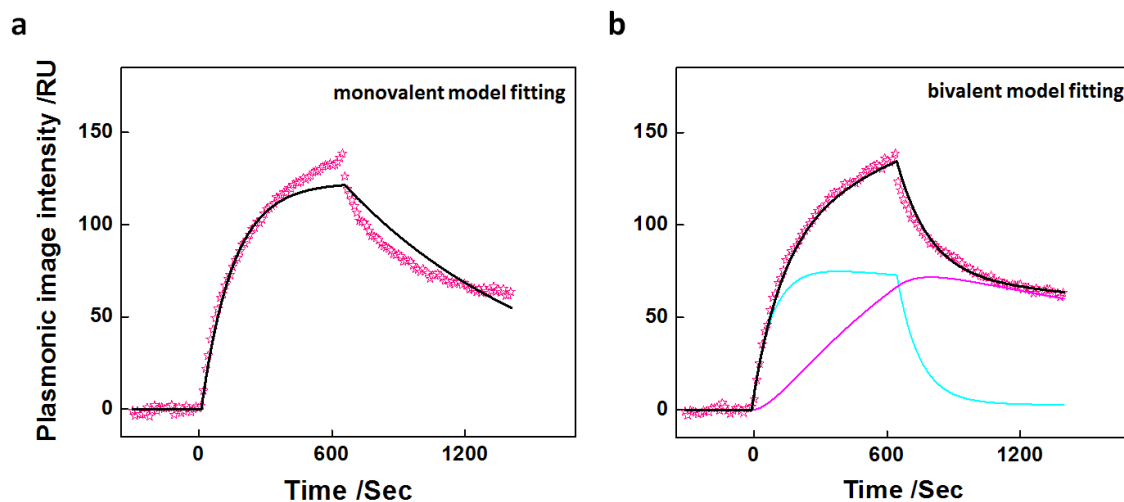 a
monovalent model fitting
Plasmonic image intensity /RU
150
100
50
0
0 600 1200
Time /Sec
b
bivalent model fitting
150
100
50
0
0 600 1200
Time /Sec